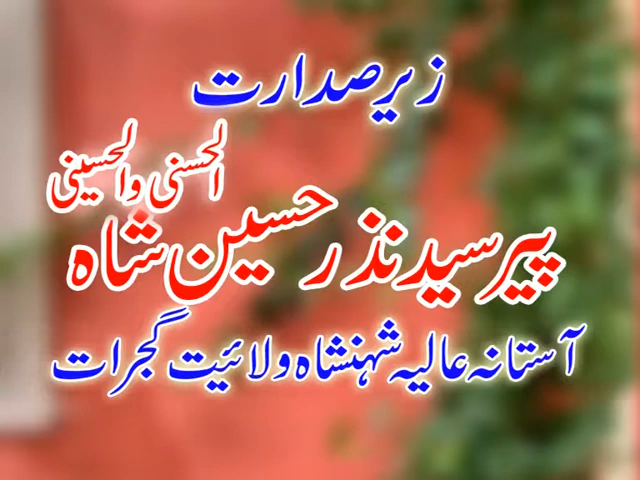 زیر صدارت
الحسنی والحسینی
پیر سید نذر حسین شاہ
آستانہ عالیہ شہنشاہ ولائیت گجرات